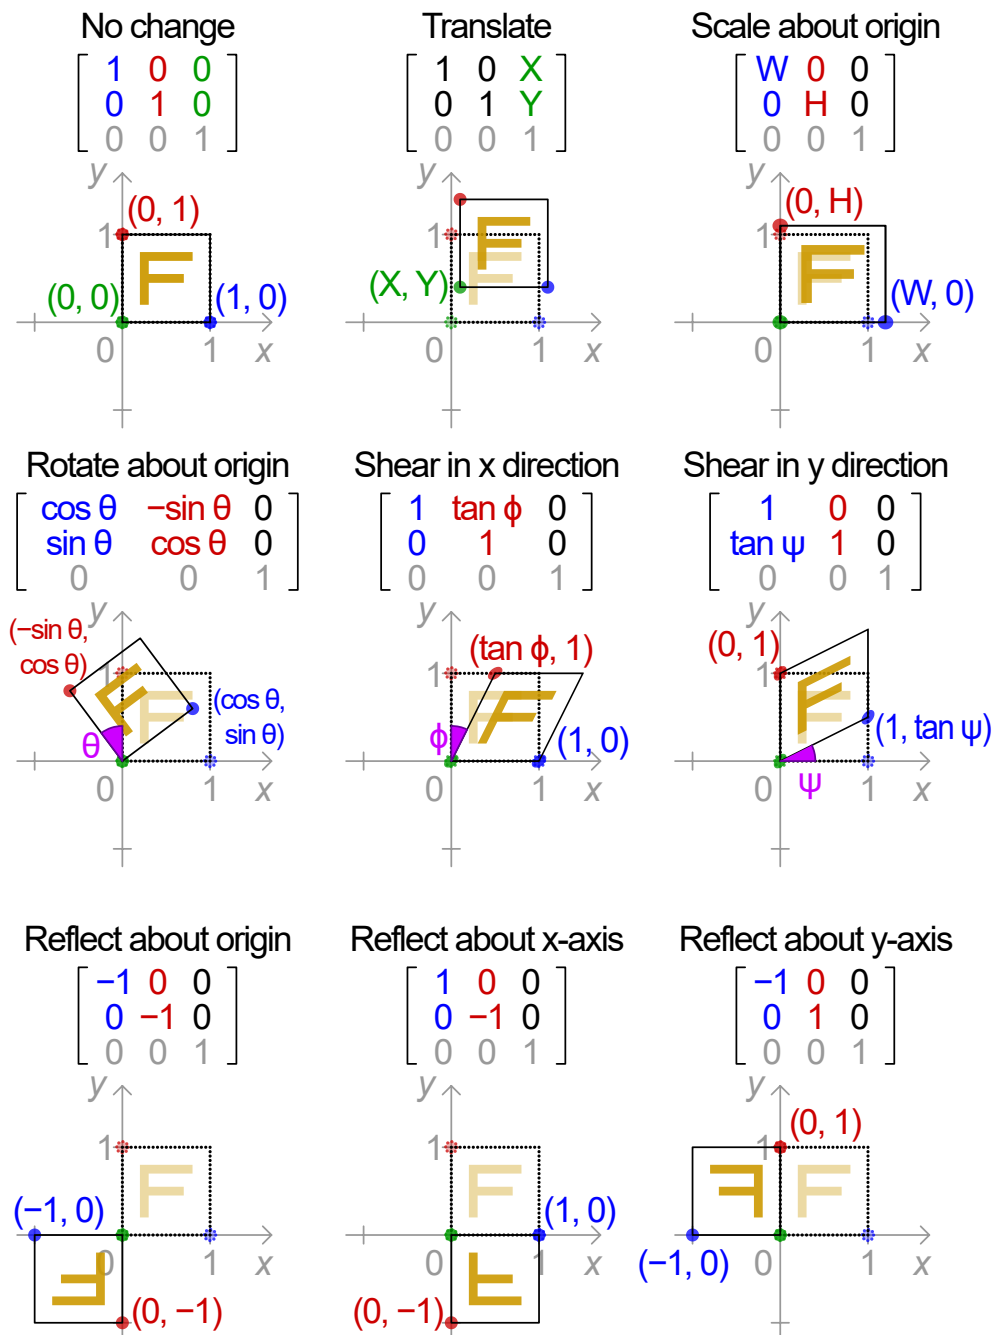 No change
1 0 0
0 1 0
0 0 1
y
(0, 1)
1
F
(0, 0)
(1, 0)
0
1
x
Translate
1 0 X
0 1 Y
0 0 1
y
1
F
F
(X, Y)
0
1
x
Scale about origin
W 0 0
0 H 0
0 0 1
y
(0, H)
1
F
F
(W, 0)
0
1
x
Rotate about origin
cos θ −sin θ 0
sin θ cos θ 0
0 0 1
y
(−sin θ,
cos θ)
1
F
F
(cos θ,
sin θ)
θ
0
1
x
Shear in x direction
1 tan ϕ 0
0 1 0
0 0 1
y
(tan ϕ, 1)
1
F
F
ϕ
(1, 0)
0
1
x
Shear in y direction
1 0 0
tan ψ 1 0
0 0 1
y
(0, 1)
1
F
F
(1, tan ψ)
ψ
0
1
x
Reflect about origin
−1 0 0
0 −1 0
0 0 1
y
1
F
(−1, 0)
0
1
x
F
(0, −1)
Reflect about x-axis
1 0 0
0 −1 0
0 0 1
y
1
F
(1, 0)
0
1
x
F
(0, −1)
Reflect about y-axis
−1 0 0
0 1 0
0 0 1
y
(0, 1)
1
F
F
(−1, 0)
0
1
x